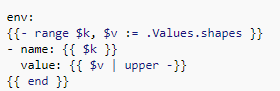 env:
{{- range $k, $v := .Values.shapes }}
- name: {{ $k }}
  value: {{ $v | upper -}}
{{ end }}